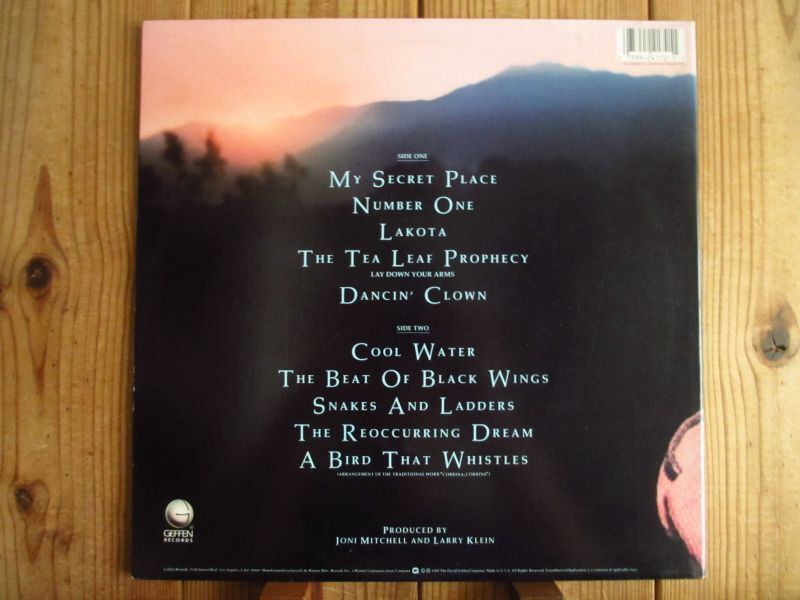 SIDE ONE
MY SECRET PLACE
NUMBER ONE
LAKOTA
THE TEA LEAF PROPHECY
LAY DOWN YOUR ARMS
DANCIN' CLOWN
SIDE TWO
COOL WATER
THE BEAT OF BLACK WINGS
SNAKES AND LADDERS
THE REOCCURRING DREAM
A BIRD THAT WHISTLES
(ARRANGEMENT OF THE TRADITIONAL WORK "CORRINA, CORRINA")
GEFFEN
RECORDS
PRODUCED BY
JONI MITCHELL AND LARRY KLEIN